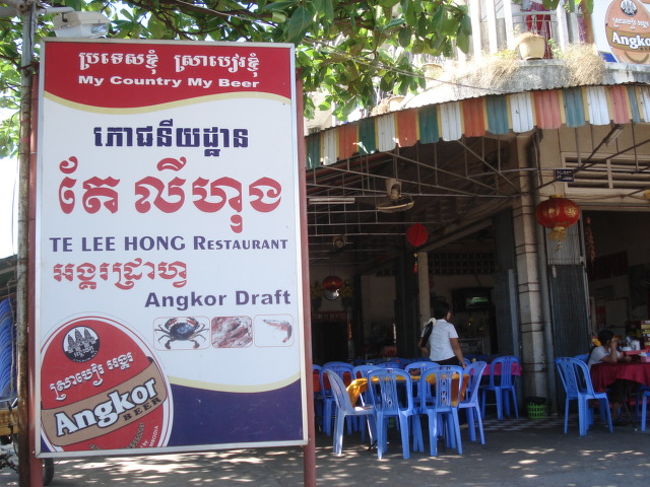 ប្រទេសខ្ញុំ ស្រាបៀរខ្ញុំ
My Country My Beer
ភោជនីយដ្ឋាន
តែ លីហុង
TE LEE HONG RESTAURANT
អង្គរដ្រាហ្វ
Angkor Draft
ស្រាបៀរ អង្គរ
Angkor
BEER
Angkor
BEER